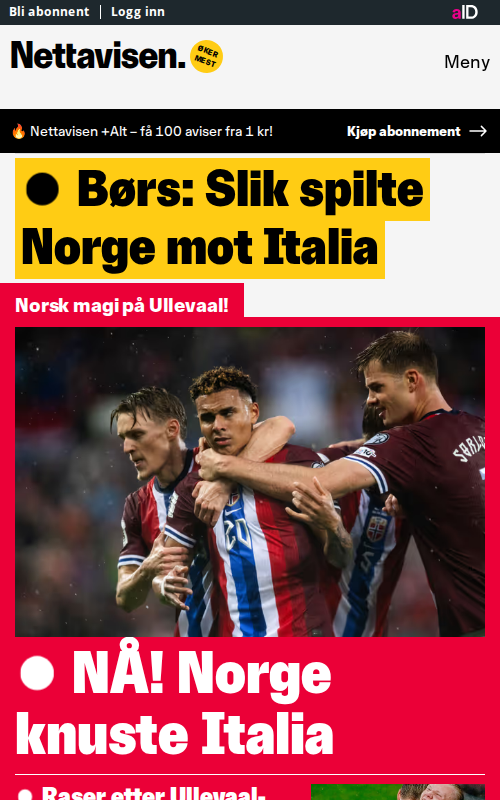 Bli abonnent | Logg inn
aID
Nettavisen.
ØKER
MEST
Meny
Nettavisen +Alt – få 100 aviser fra 1 kr!
Kjøp abonnement
Børs: Slik spilte
Norge mot Italia
Norsk magi på Ullevaal!
20
5
NÅ! Norge
knuste Italia
Raser etter Ullevaal-